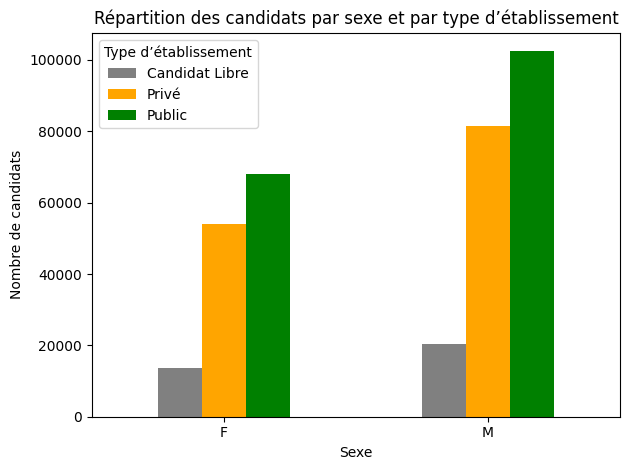 Répartition des candidats par sexe et par type d’établissement
Type d’établissement
Candidat Libre
Privé
Public
100000
80000
60000
40000
20000
0
Nombre de candidats
F
M
Sexe